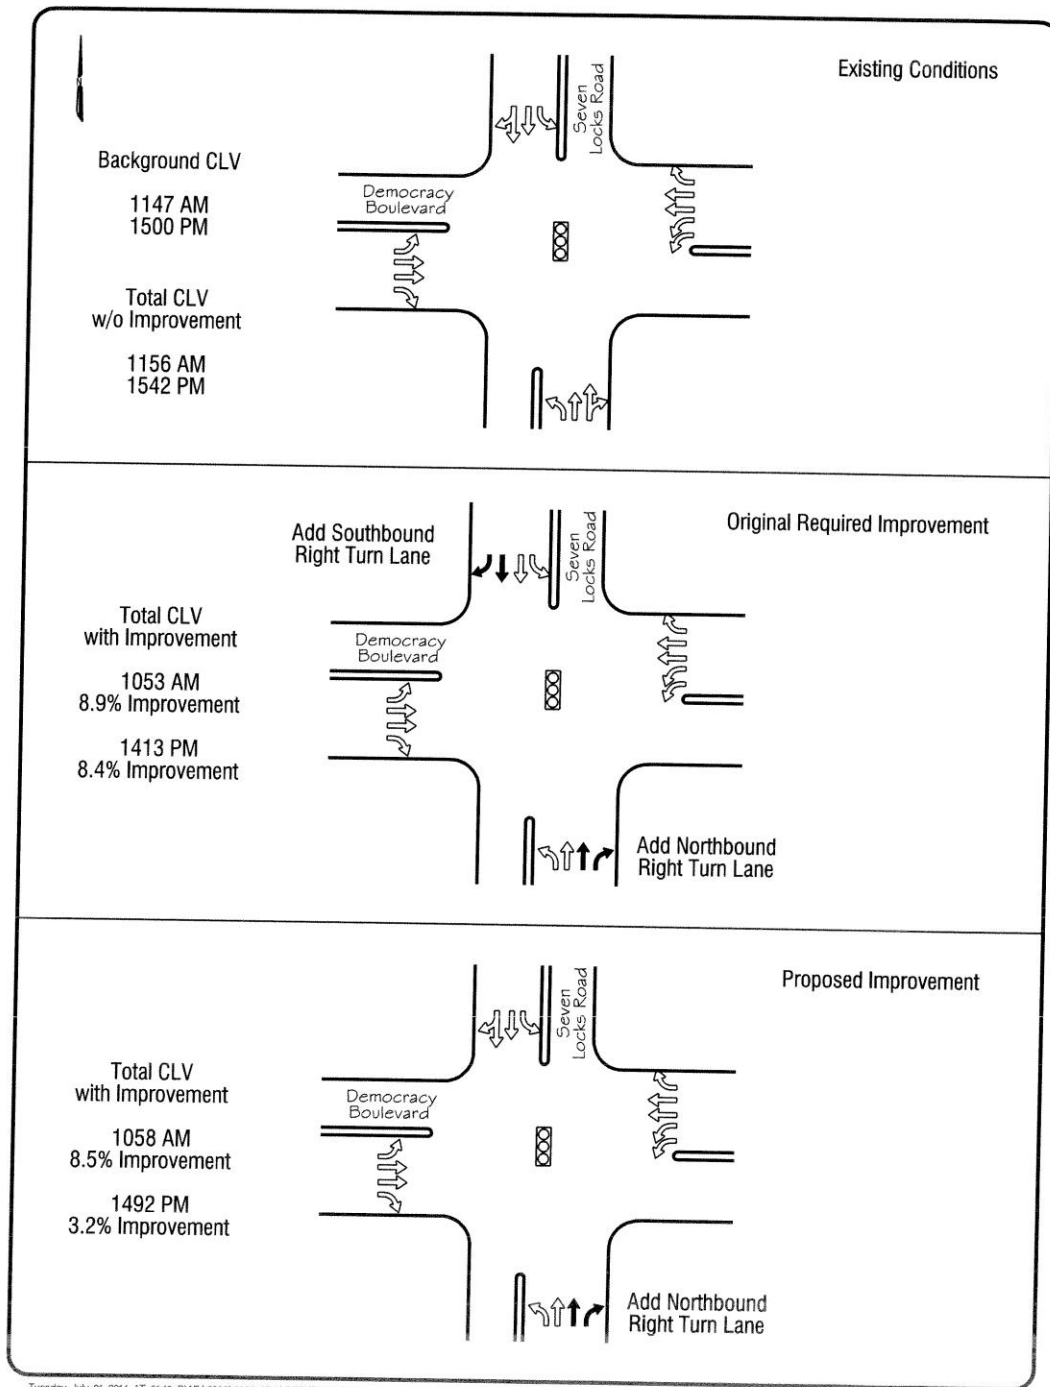 Existing Conditions
N
Background CLV
1147 AM
1500 PM
Total CLV
w/o Improvement
1156 AM
1542 PM
Seven
Locks Road
Democracy
Boulevard
Original Required Improvement
Add Southbound
Right Turn Lane
Total CLV
with Improvement
1053 AM
8.9% Improvement
1413 PM
8.4% Improvement
Seven
Locks Road
Democracy
Boulevard
Add Northbound
Right Turn Lane
Proposed Improvement
Total CLV
with Improvement
1058 AM
8.5% Improvement
1492 PM
3.2% Improvement
Seven
Locks Road
Democracy
Boulevard
Add Northbound
Right Turn Lane